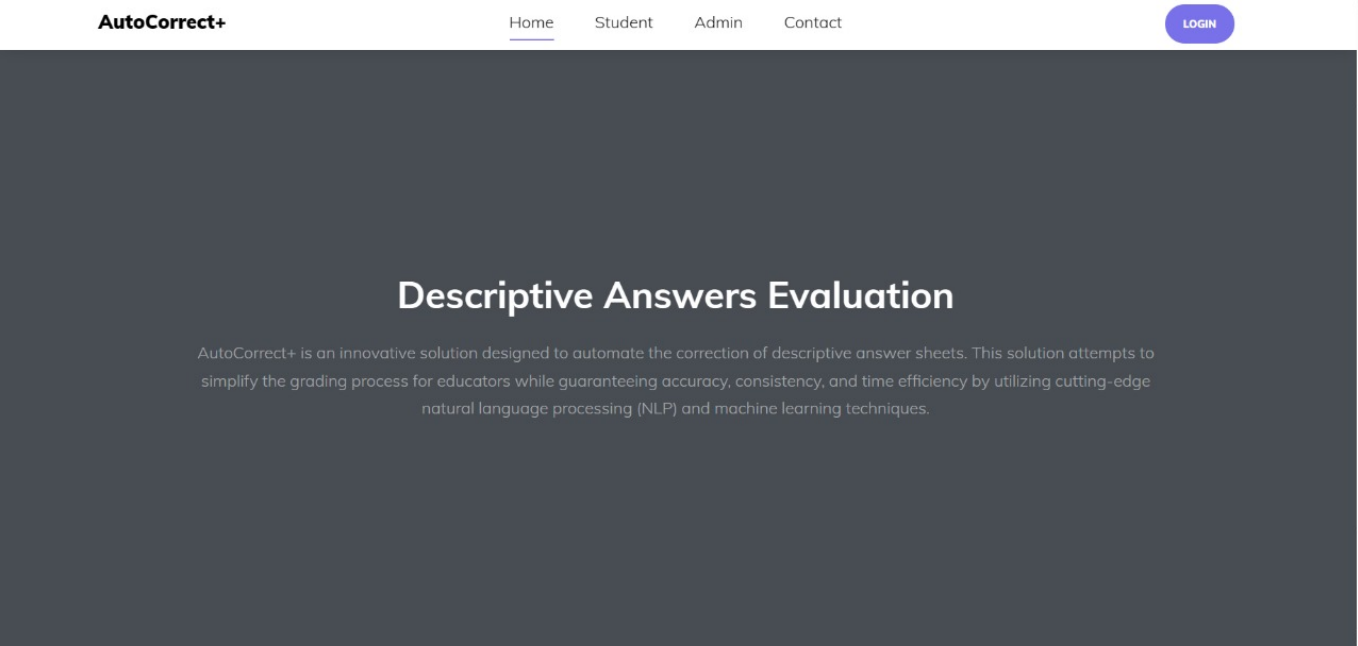 AutoCorrect+
Home Student Admin Contact
LOGIN
Descriptive Answers Evaluation
AutoCorrect+ is an innovative solution designed to automate the correction of descriptive answer sheets. This solution attempts to
simplify the grading process for educators while guaranteeing accuracy, consistency, and time efficiency by utilizing cutting-edge
natural language processing (NLP) and machine learning techniques.